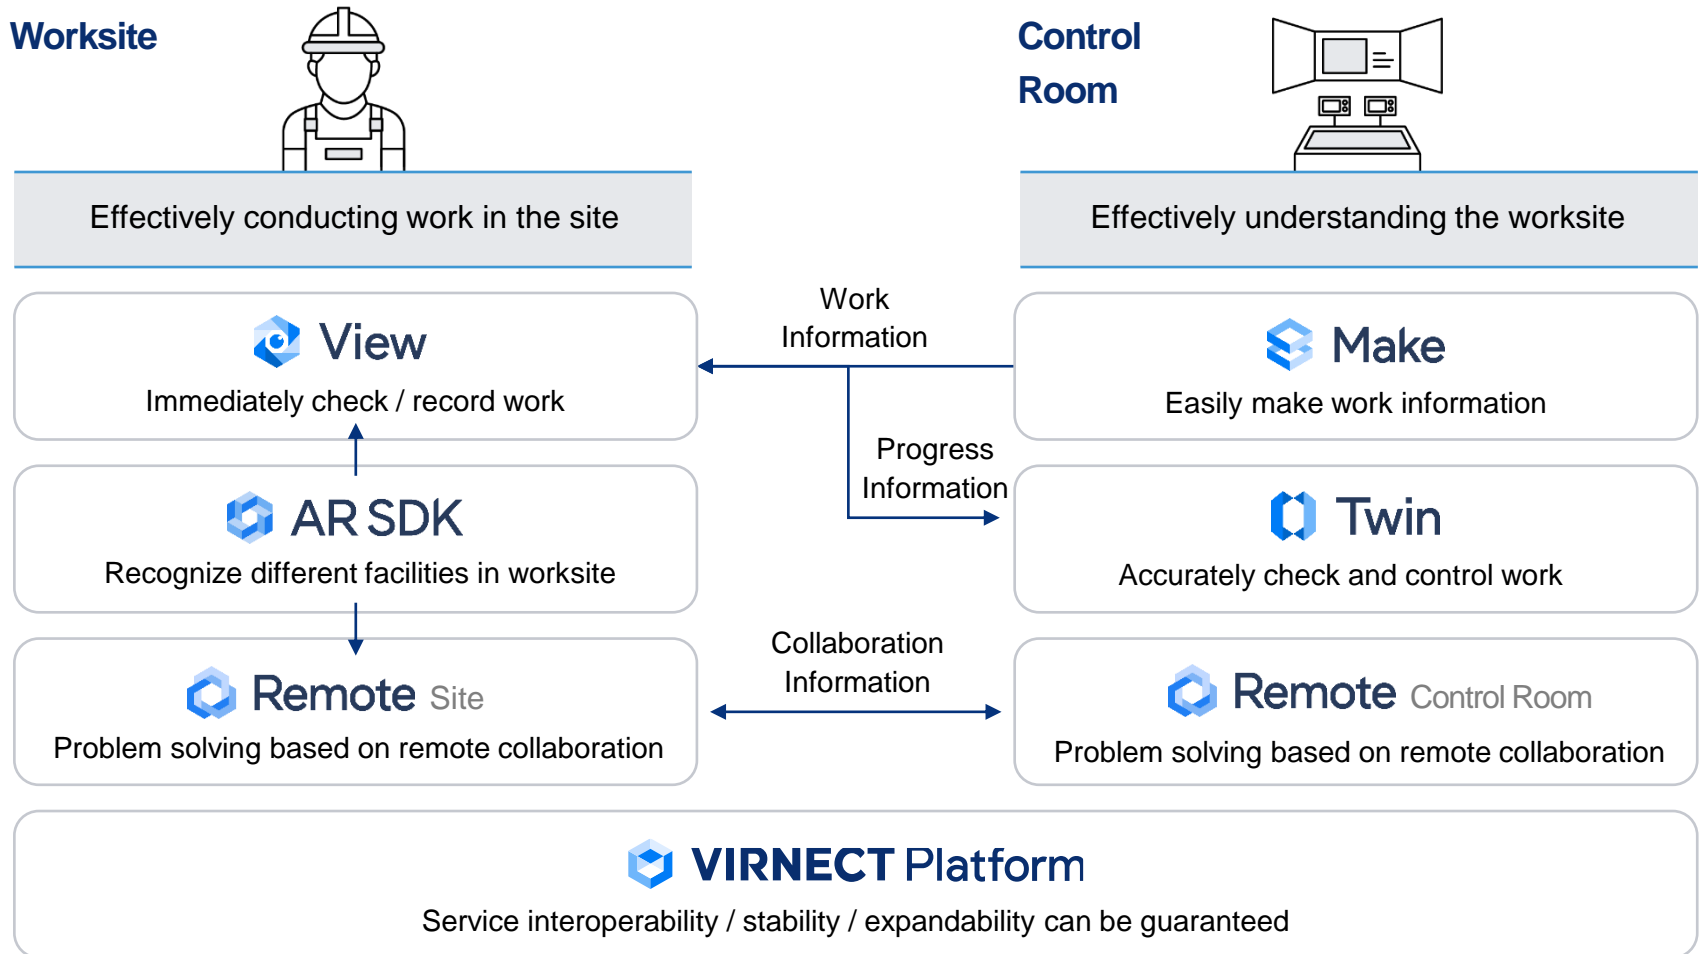 Worksite
Control
Room
Effectively conducting work in the site
Effectively understanding the worksite
View
Immediately check / record work
Work
Information
Make
Easily make work information
Progress
Information
AR SDK
Recognize different facilities in worksite
Twin
Accurately check and control work
Remote Site
Problem solving based on remote collaboration
Collaboration
Information
Remote Control Room
Problem solving based on remote collaboration
VIRNECT Platform
Service interoperability / stability / expandability can be guaranteed